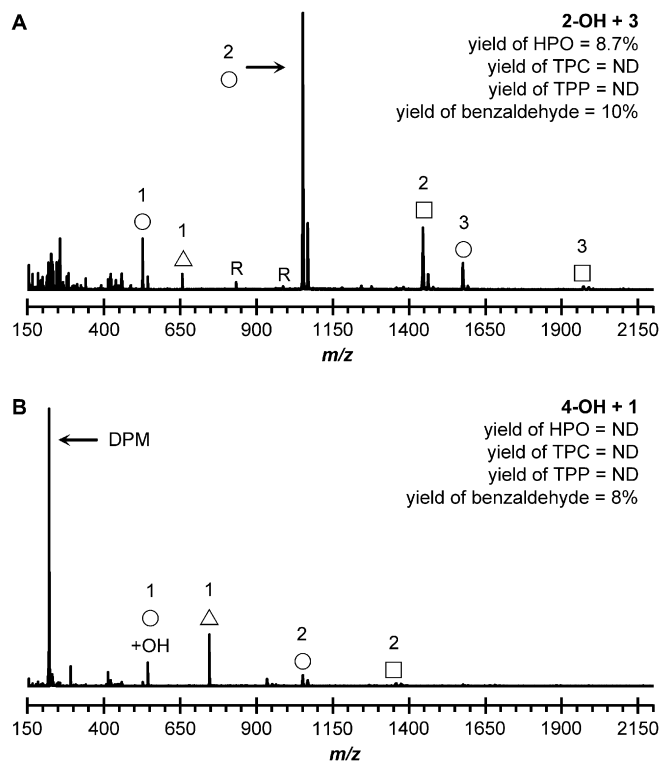 A
2-OH + 3
yield of HPO = 8.7%
yield of TPC = ND
yield of TPP = ND
yield of benzaldehyde = 10%
2
1
1
R
R
2
3
3
150 400 650 900 1150 1400 1650 1900 2150
m/z
B
4-OH + 1
yield of HPO = ND
yield of TPC = ND
yield of TPP = ND
yield of benzaldehyde = 8%
DPM
1
+OH
1
2
2
150 400 650 900 1150 1400 1650 1900 2150
m/z